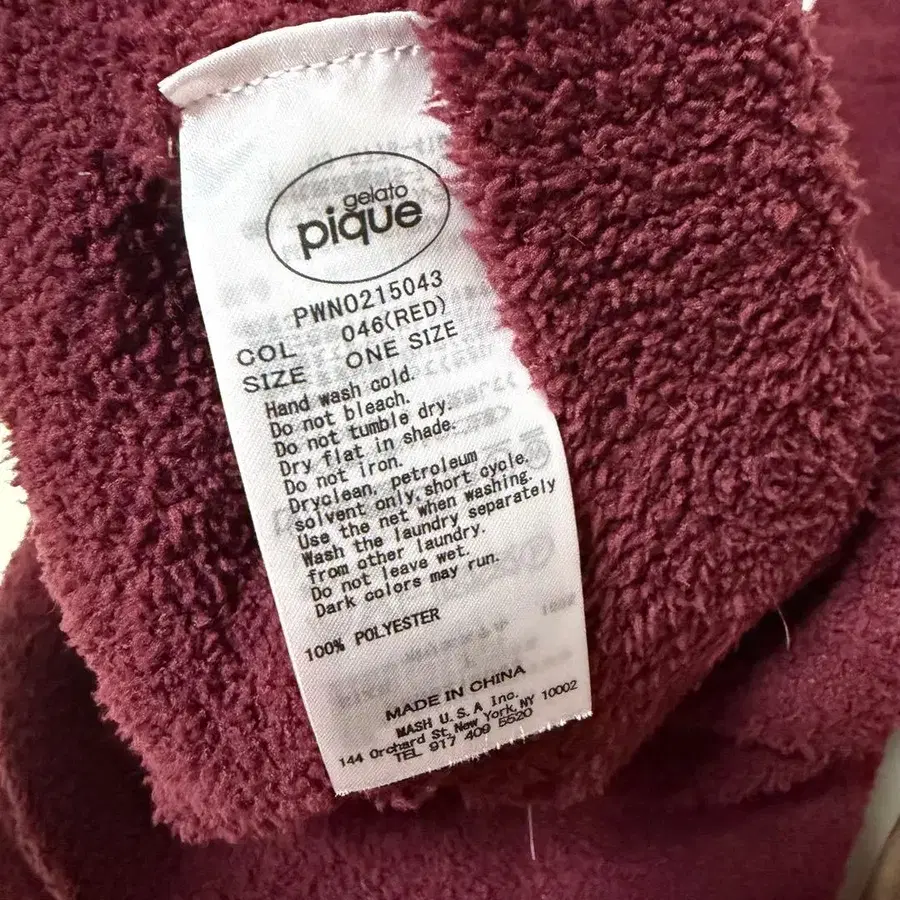 gelato
pique
PWNO215043
COL 046(RED)
SIZE ONE SIZE
Hand wash cold.
Do not bleach.
Do not tumble dry.
Dry flat in shade.
Do not iron.
Dryclean, petroleum
solvent only, short cycle.
Use the net when washing.
Wash the laundry separately
from other laundry.
Do not leave wet.
Dark colors may run.
100% POLYESTER
MADE IN CHINA
MASH U.S.A Inc.
144 Orchard St, New York, NY 10002
TEL 917 409 5520